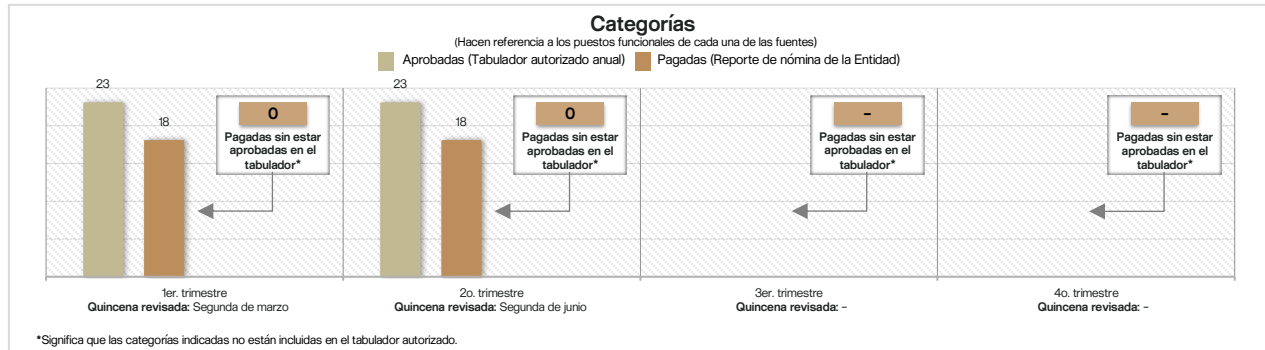 Categorías
(Hacen referencia a los puestos funcionales de cada una de las fuentes)
Aprobadas (Tabulador autorizado anual) Pagadas (Reporte de nómina de la Entidad)
23
18
0
Pagadas sin estar
aprobadas en el
tabulador*
23
18
0
Pagadas sin estar
aprobadas en el
tabulador*
-
Pagadas sin estar
aprobadas en el
tabulador*
-
Pagadas sin estar
aprobadas en el
tabulador*
1er. trimestre
Quincena revisada: Segunda de marzo
2o. trimestre
Quincena revisada: Segunda de junio
3er. trimestre
Quincena revisada: -
4o. trimestre
Quincena revisada: -
*Significa que las categorías indicadas no están incluidas en el tabulador autorizado.